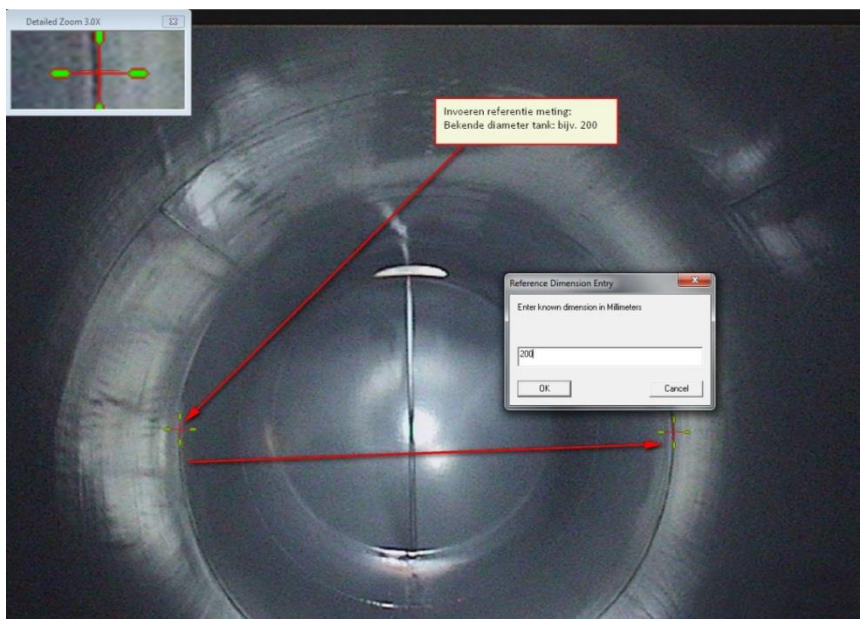 Detailed Zoom 3.0X
Invoeren referentie meting:
Bekende diameter tank: bijv. 200
Reference Dimension Entry
Enter known dimension in Millimeters
200
OK
Cancel